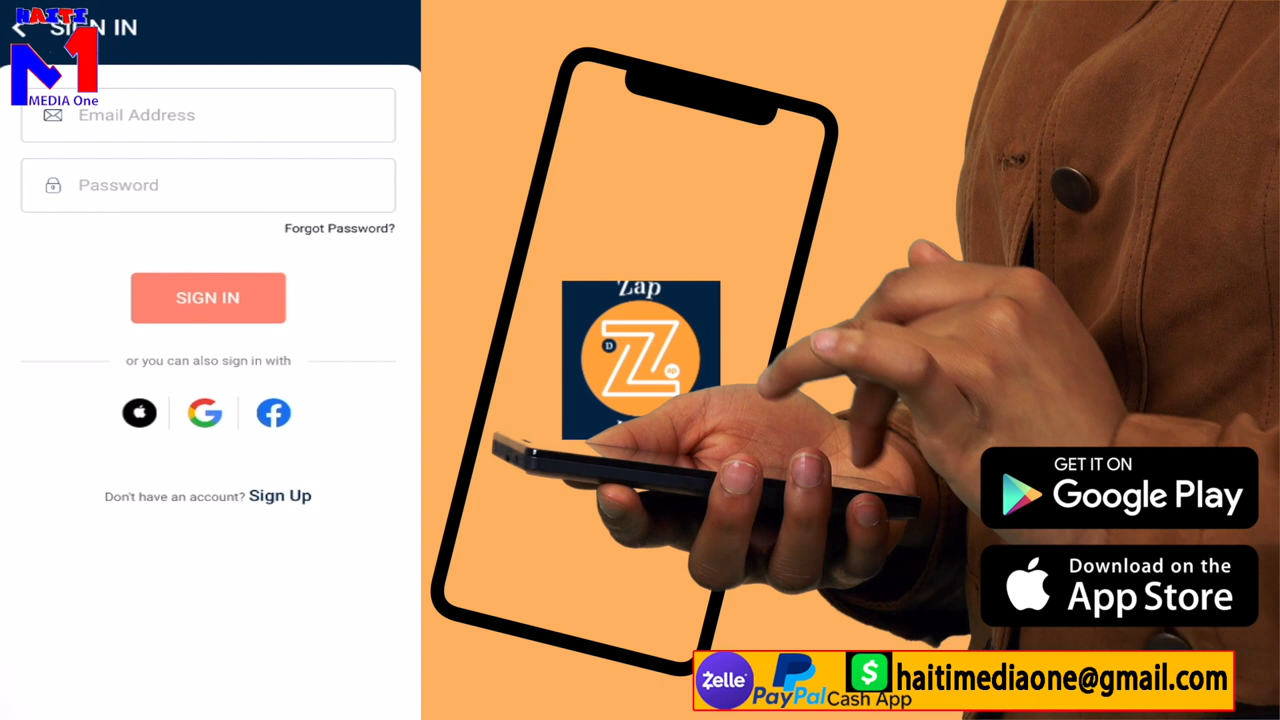 HAITI
M1
MEDIA One
SIGN IN
Email Address
Password
Forgot Password?
SIGN IN
or you can also sign in with
Don't have an account? Sign Up
Zap
Z
D
zap
GET IT ON
Google Play
Download on the
App Store
Zelle
PayPal
$
Cash App
haitimediaone@gmail.com